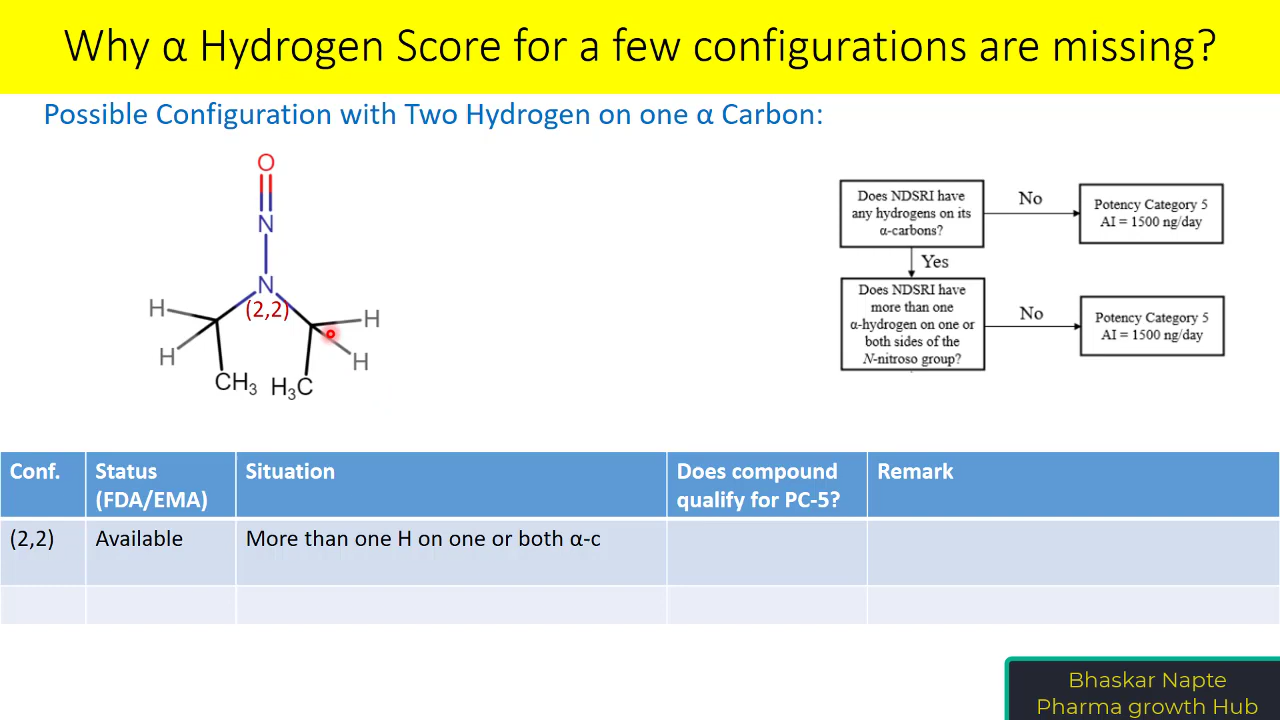 Why α Hydrogen Score for a few configurations are missing?
Possible Configuration with Two Hydrogen on one α Carbon:
O
N
N
(2,2)
H
H
H
H
CH3
H3C
Does NDSRI have
any hydrogens on its
α-carbons?
No
Potency Category 5
AI = 1500 ng/day
Yes
Does NDSRI have
more than one
α-hydrogen on one or
both sides of the
N-nitroso group?
No
Potency Category 5
AI = 1500 ng/day
Conf.
Status
(FDA/EMA)
Situation
Does compound
qualify for PC-5?
Remark
(2,2)
Available
More than one H on one or both α-c
Bhaskar Napte
Pharma growth Hub